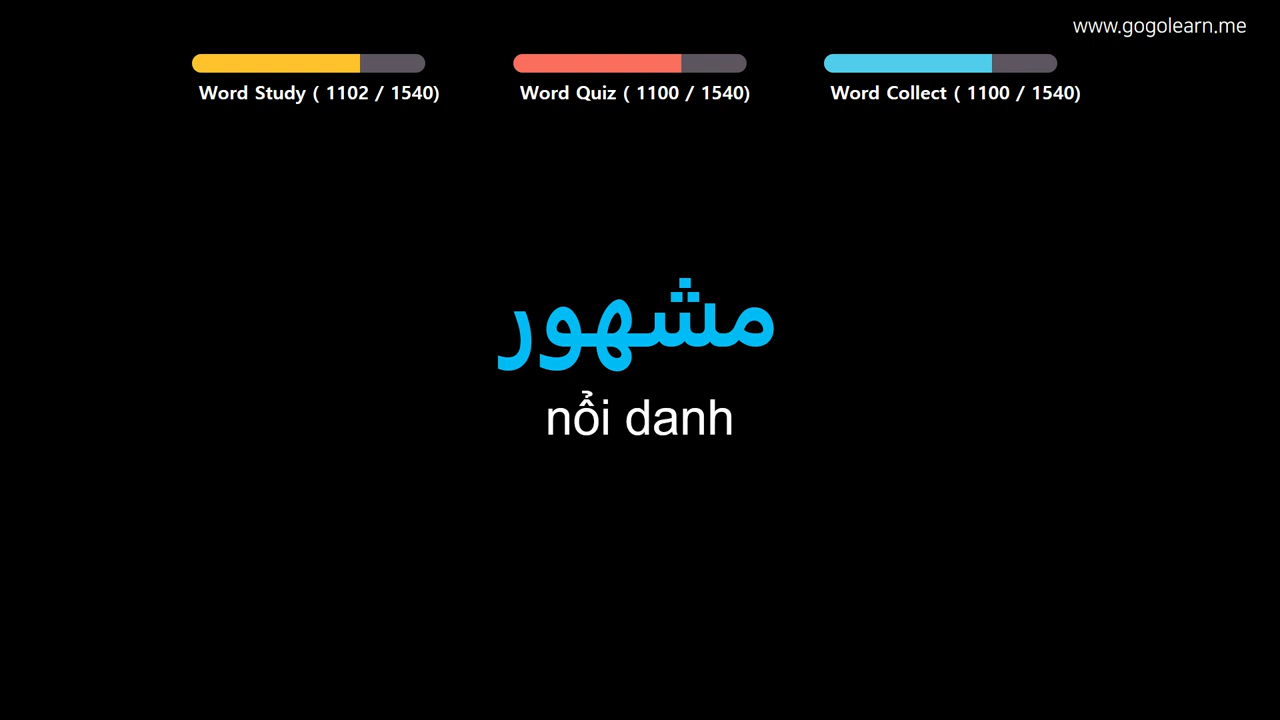 www.gogolearn.me
Word Study ( 1102 / 1540)
Word Quiz ( 1100 / 1540)
Word Collect ( 1100 / 1540)
مشهور
nổi danh